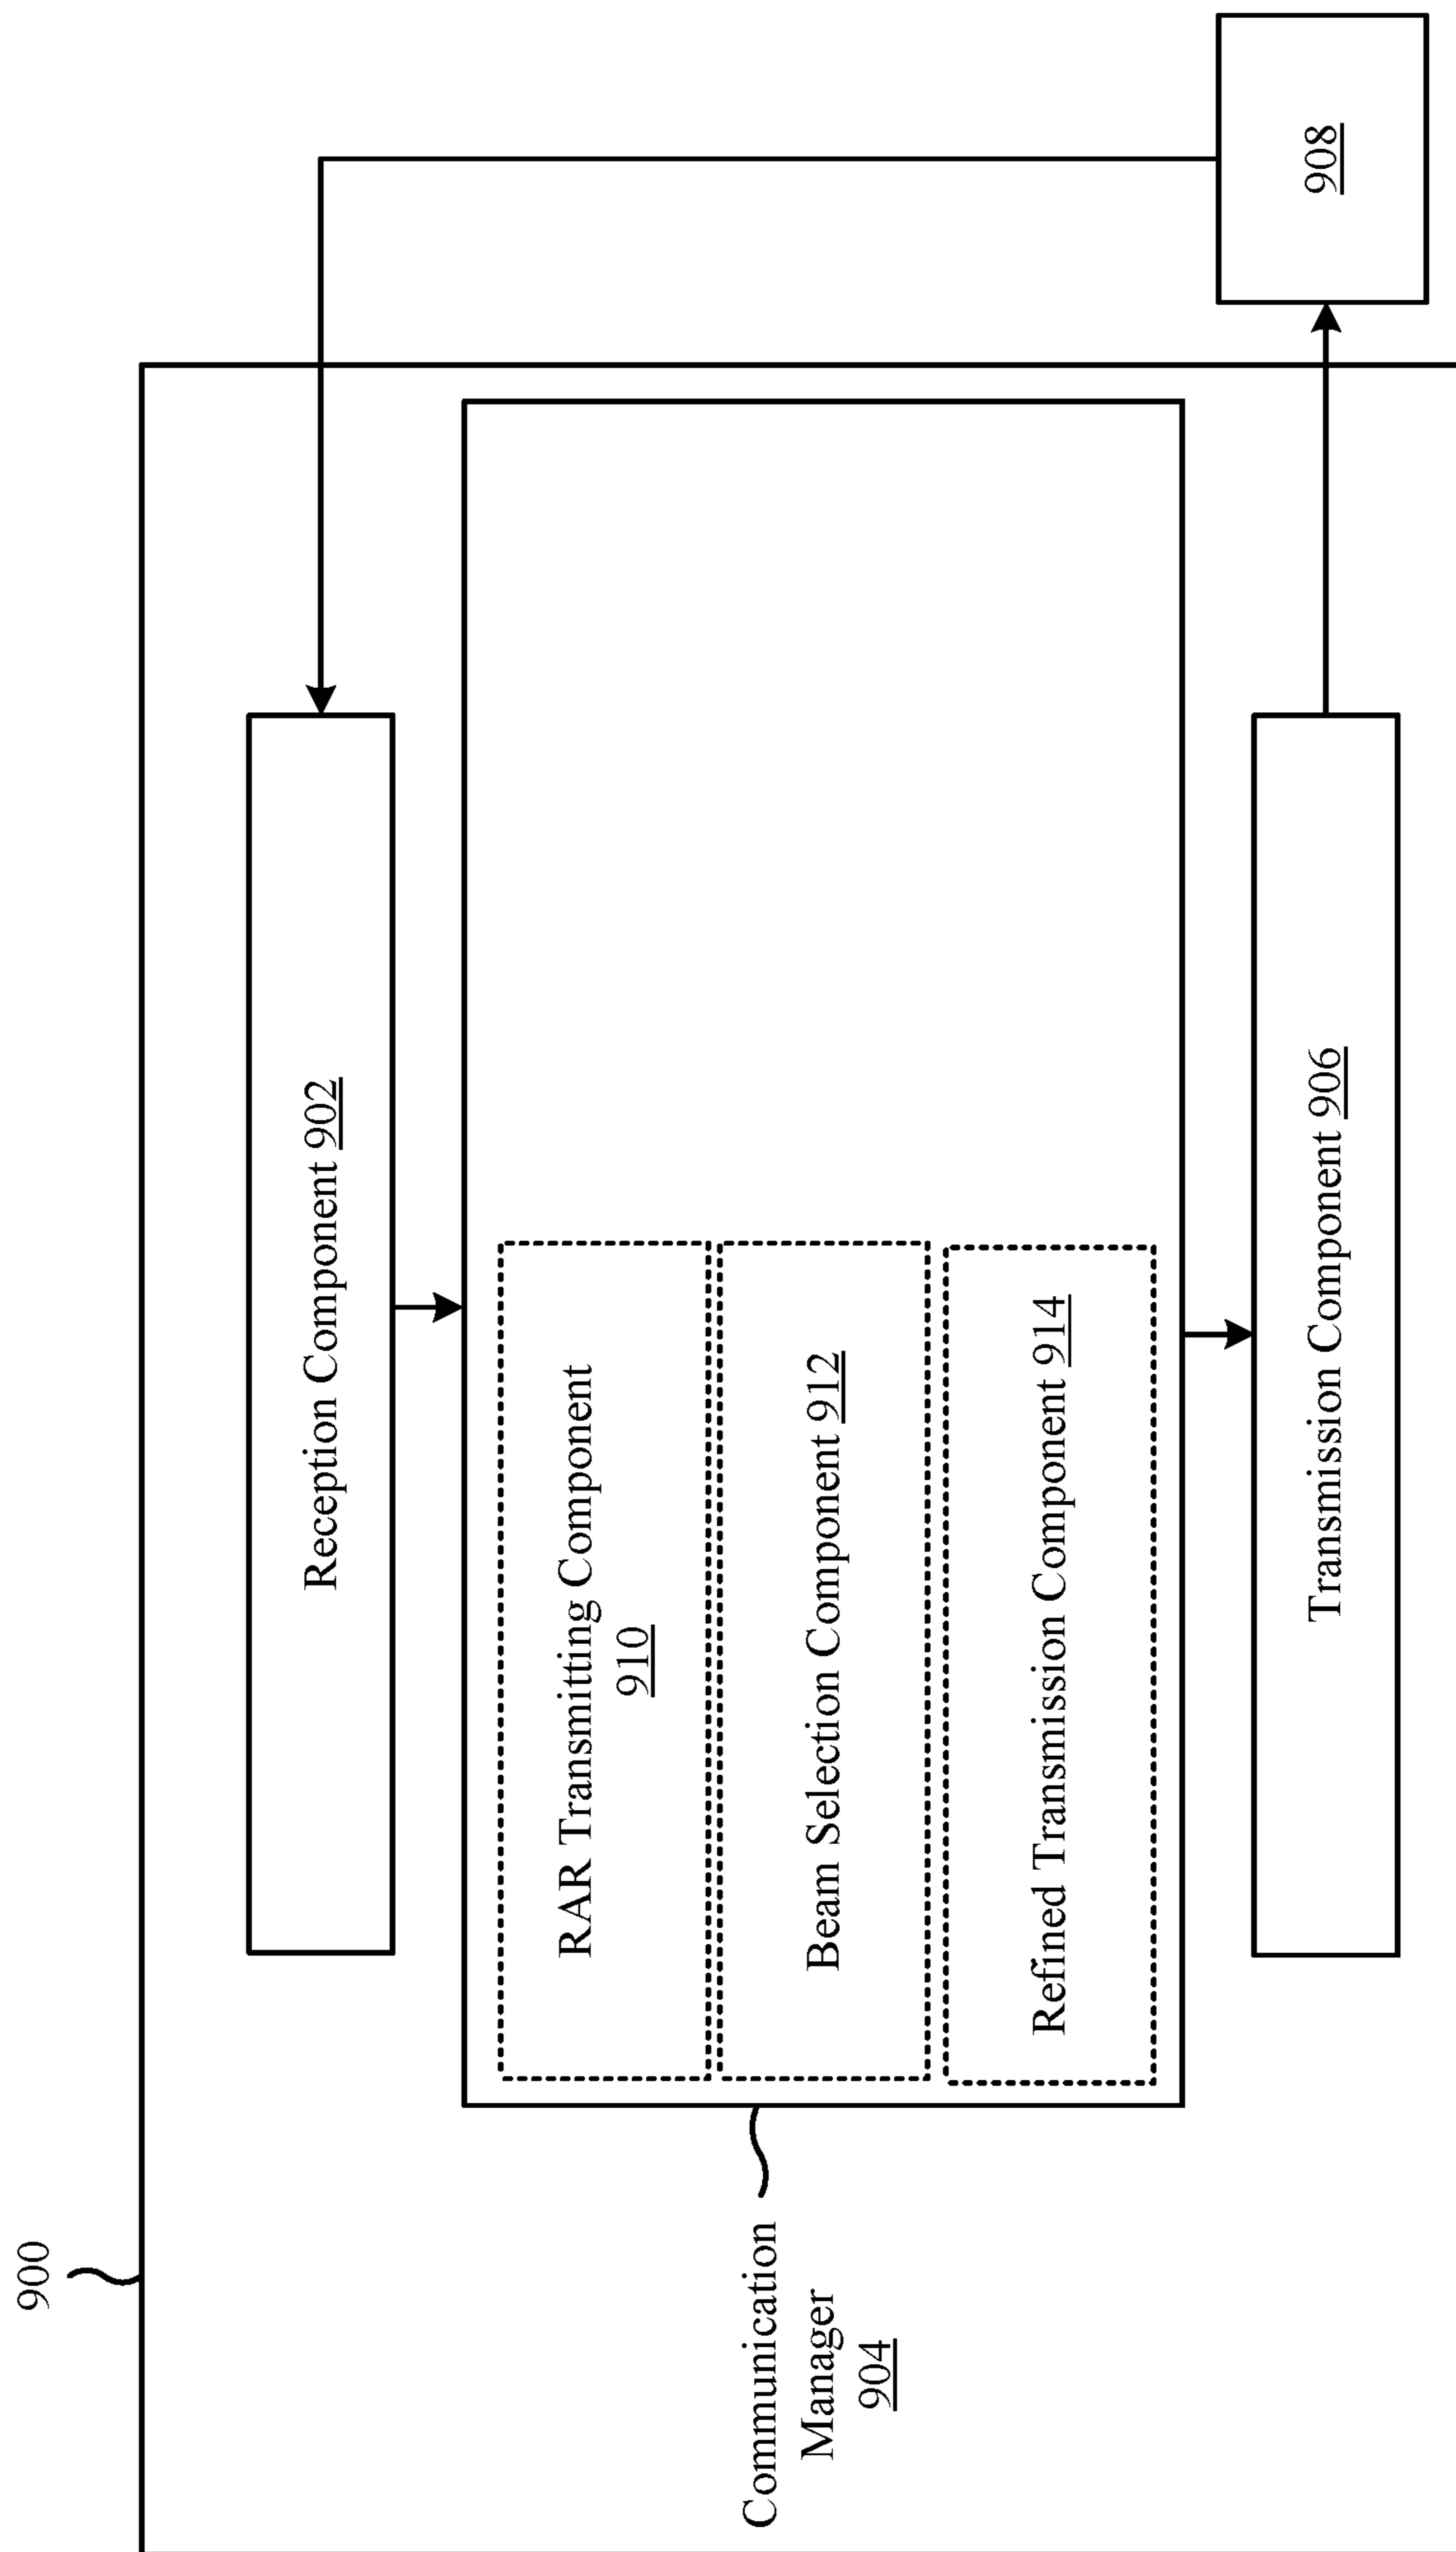 900
Reception Component 902
908
Communication
Manager
904
RAR Transmitting Component
910
Beam Selection Component 912
Refined Transmission Component 914
Transmission Component 906